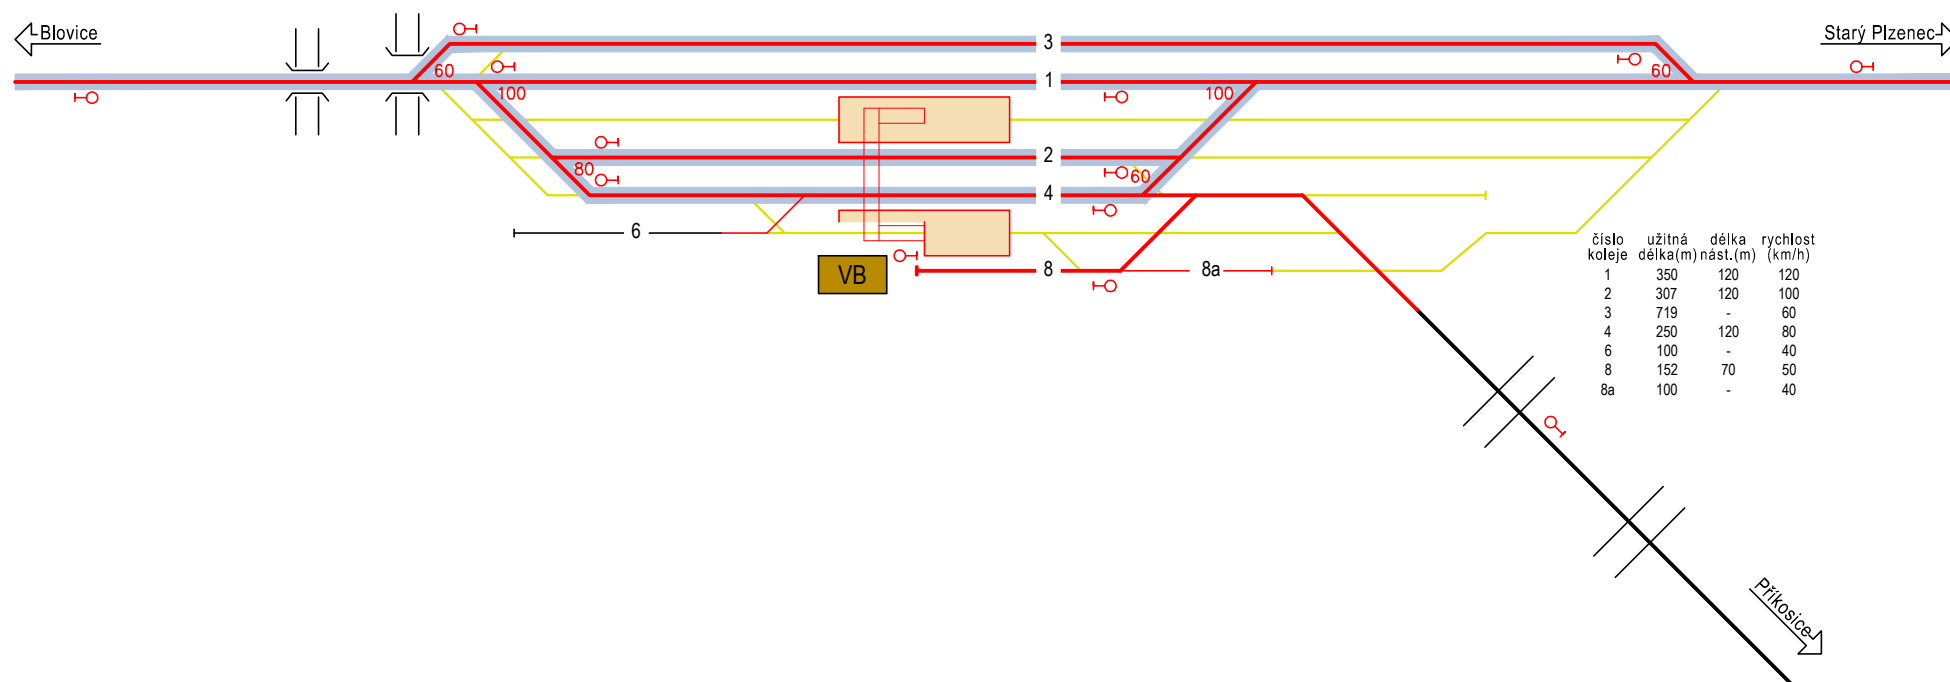 Blovice
Starý Plzenec
3
60
60
1
100
100
2
80
60
4
6
8
8a
VB
číslo koleje užitná délka(m) délka nást.(m) rychlost (km/h)
1 350 120 120
2 307 120 100
3 719 - 60
4 250 120 80
6 100 - 40
8 152 70 50
8a 100 - 40
Příkosice